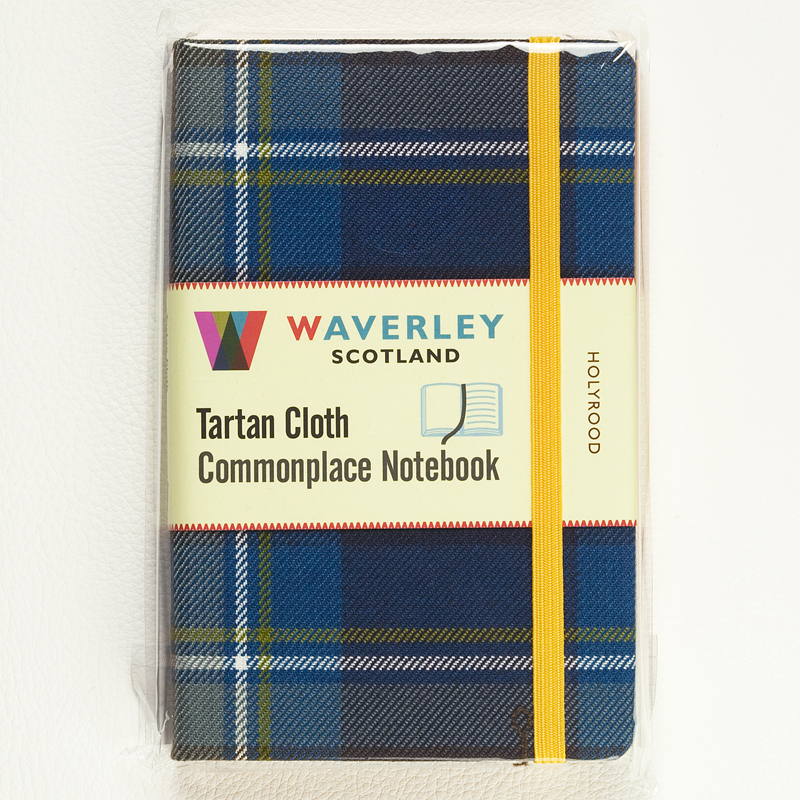 WAVERLEY
SCOTLAND
Tartan Cloth
Commonplace Notebook
HOLYROOD